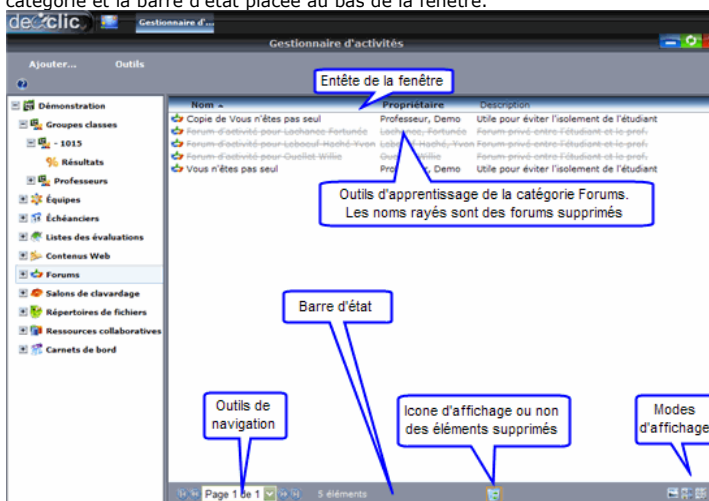 catégorie et la barre d'état placée au bas de la fenêtre.
decclic
Gestionnaire d'...
Gestionnaire d'activités
Ajouter... Outils
Entête de la fenêtre
Démonstration
Groupes classes
- 1015
Résultats
Professeurs
Équipes
Échéanciers
Listes des évaluations
Contenus Web
Forums
Salons de clavardage
Répertoires de fichiers
Ressources collaboratives
Carnets de bord
Nom Propriétaire Description
Copie de Vous n'êtes pas seul Professeur, Demo Utile pour éviter l'isolement de l'étudiant
Forum d'activité pour Lachance Fortunée Lachance, Fortunée Forum privé entre l'étudiant et le prof.
Forum d'activité pour Leboeuf Haché Yvon Haché, Yvon Forum privé entre l'étudiant et le prof.
Forum d'activité pour Ouellet Willie Willie Forum privé entre l'étudiant et le prof.
Vous n'êtes pas seul Demo Utile pour éviter l'isolement de l'étudiant
Outils d'apprentissage de la catégorie Forums.
Les noms rayés sont des forums supprimés
Barre d'état
Outils de
navigation
Icone d'affichage ou non
des éléments supprimés
Modes
d'affichage
Page 1 de 1 5 éléments